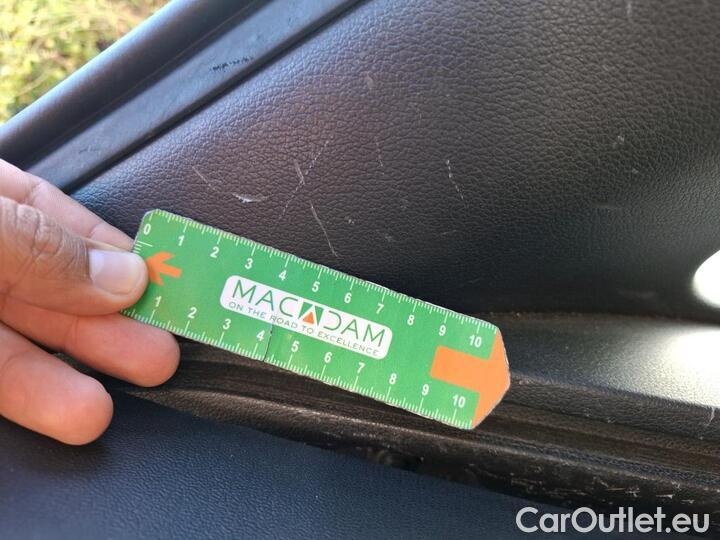 0 1 2 3 4 5 6 7 8 9 10
MACADAM
ON THE ROAD TO EXCELLENCE
1 2 3 4 5 6 7 8 9 10
CarOutlet.eu